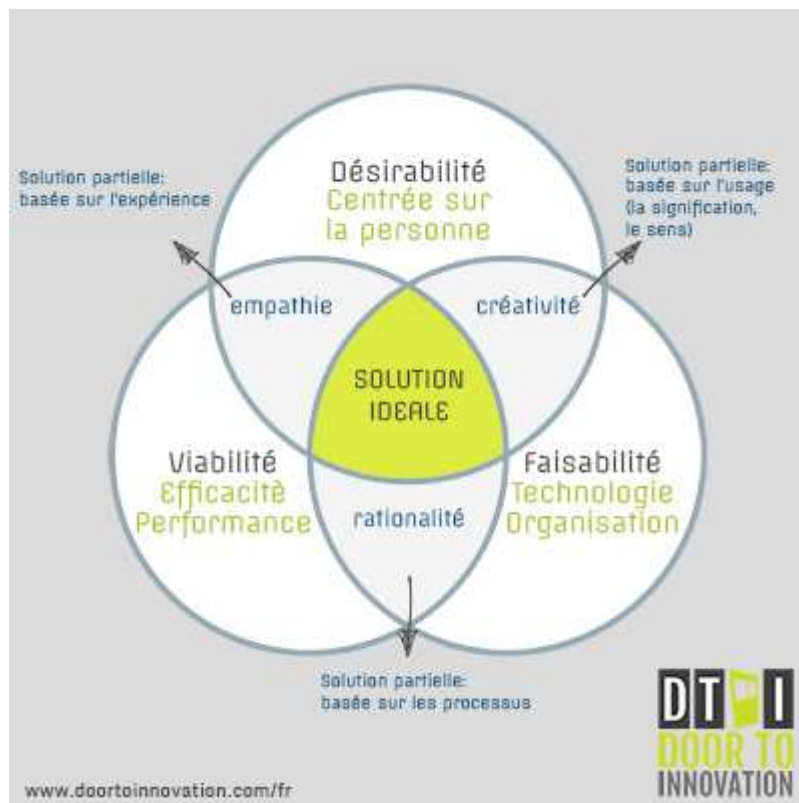 Désirabilité
Centrée sur
la personne
Solution partielle:
basée sur l'expérience
Solution partielle:
basée sur l'usage
(la signification,
le sens)
empathie
créativité
SOLUTION
IDEALE
Viabilité
Efficacitè
Performance
Faisabilité
Technologie
Organisation
rationalité
Solution partielle:
basée sur les processus
DT I
DOOR TO
INNOVATION
www.doortoinnovation.com/fr